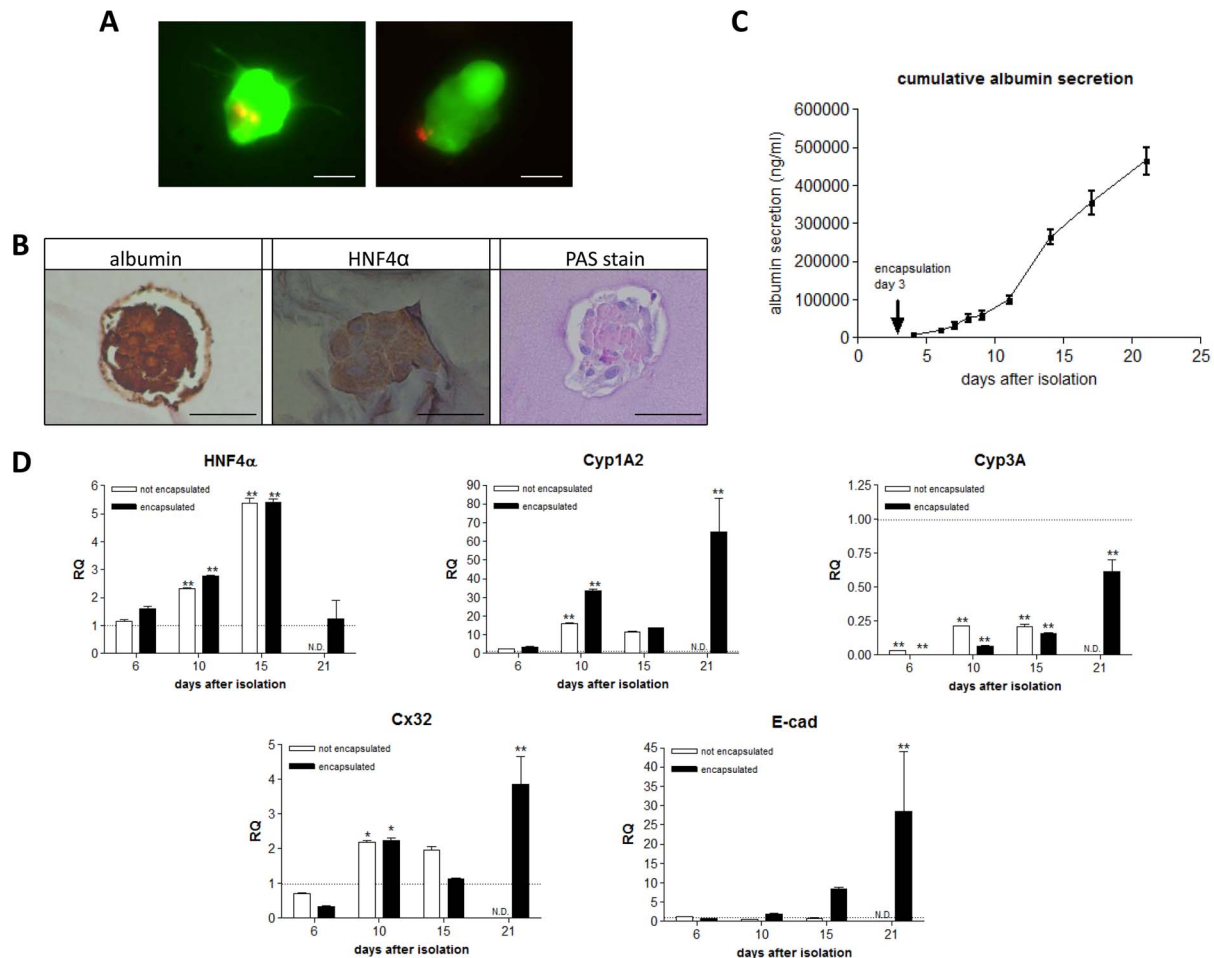 A
C
cumulative albumin secretion
600000
500000
400000
300000
200000
100000
0
albumin secretion (ng/ml)
encapsulation
day 3
0 5 10 15 20 25
days after isolation
B
albumin HNF4α PAS stain
D
HNF4α
not encapsulated
encapsulated
6
5
4
3
2
1
0
RQ
** **
** **
N.D.
6 10 15 21
days after isolation
Cyp1A2
not encapsulated
encapsulated
90
80
70
60
50
40
30
20
10
0
RQ
** **
N.D.
**
6 10 15 21
days after isolation
Cyp3A
not encapsulated
encapsulated
1.25
1.00
0.75
0.50
0.25
0.00
RQ
** **
** **
** **
N.D.
**
6 10 15 21
days after isolation
Cx32
not encapsulated
encapsulated
5
4
3
2
1
0
RQ
* *
N.D.
**
6 10 15 21
days after isolation
E-cad
not encapsulated
encapsulated
45
40
35
30
25
20
15
10
5
0
RQ
N.D.
**
6 10 15 21
days after isolation